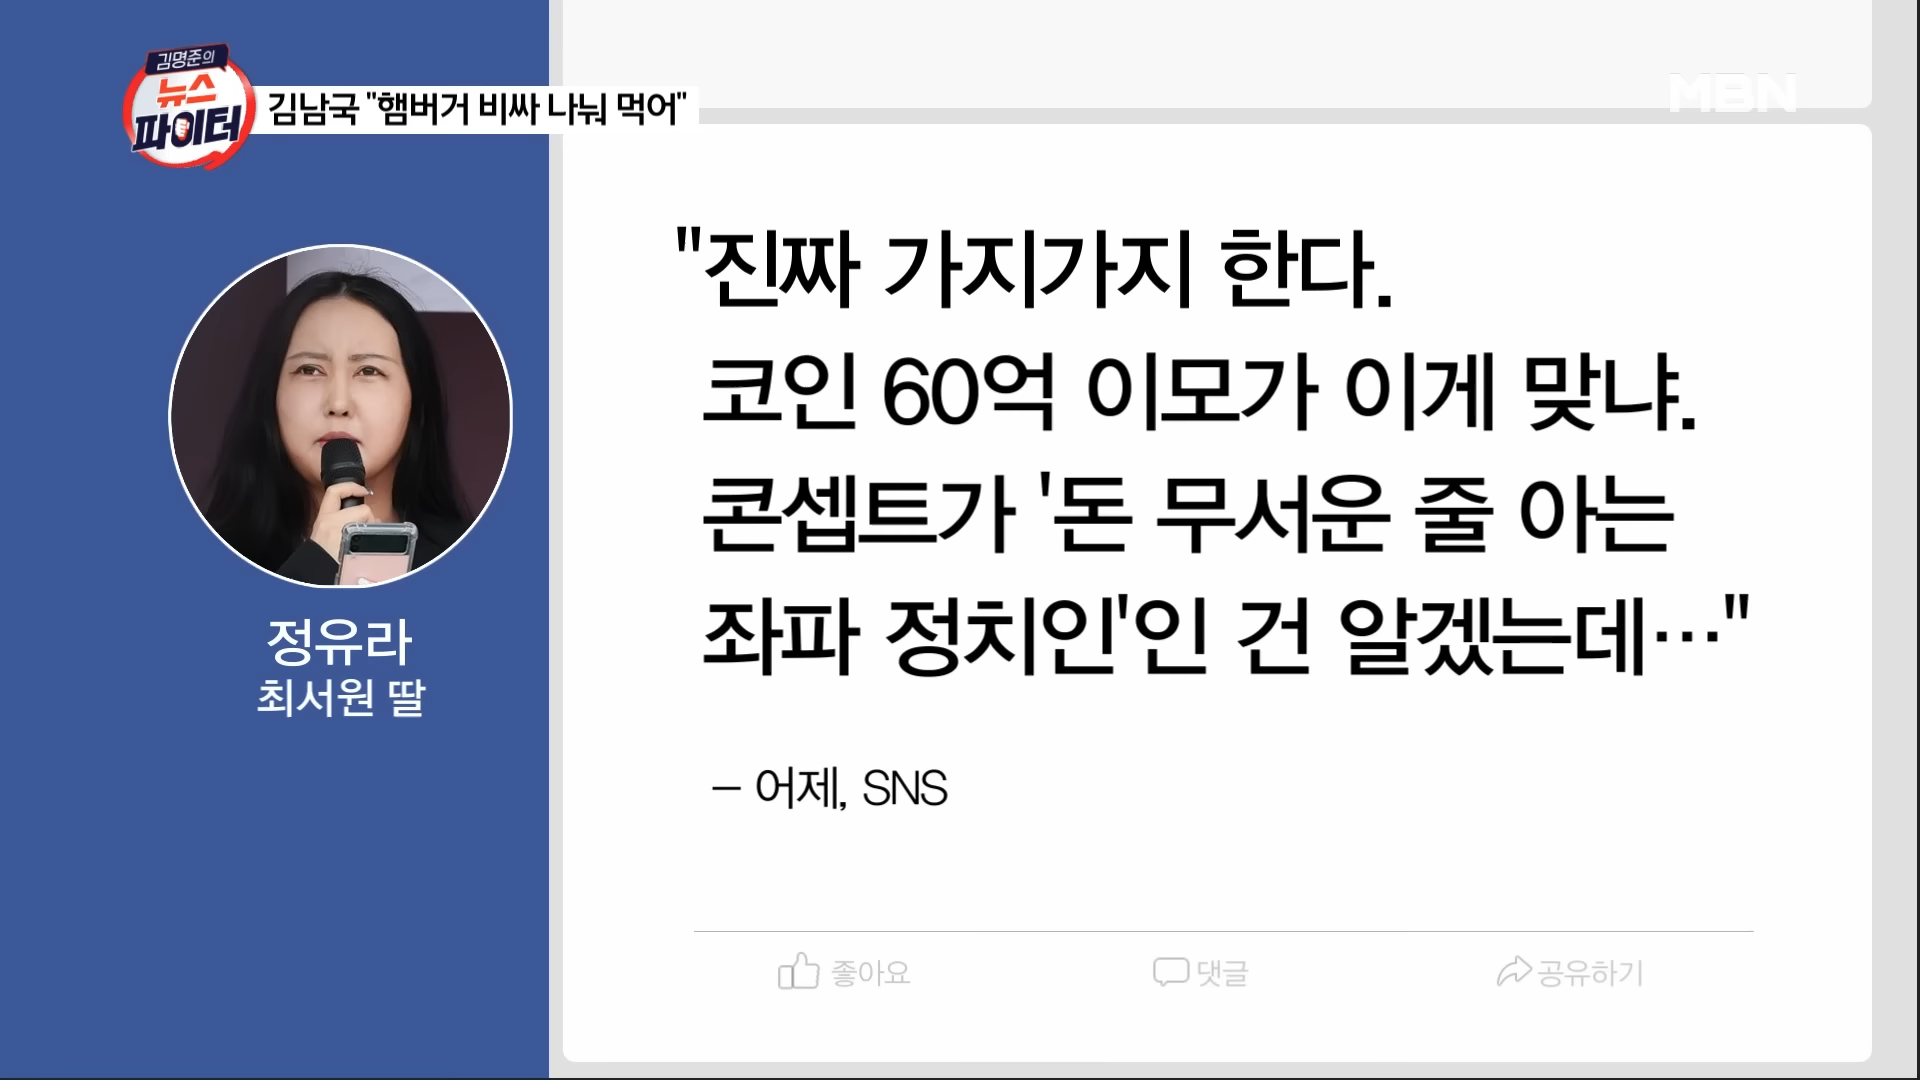 김명준의
뉴스
파이터
김남국 "햄버거 비싸 나눠 먹어"
MBN
"진짜 가지가지 한다.
코인 60억 이모가 이게 맞냐.
콘셉트가 '돈 무서운 줄 아는
좌파 정치인'인 건 알겠는데…"
– 어제, SNS
정유라
최서원 딸
좋아요
댓글
공유하기